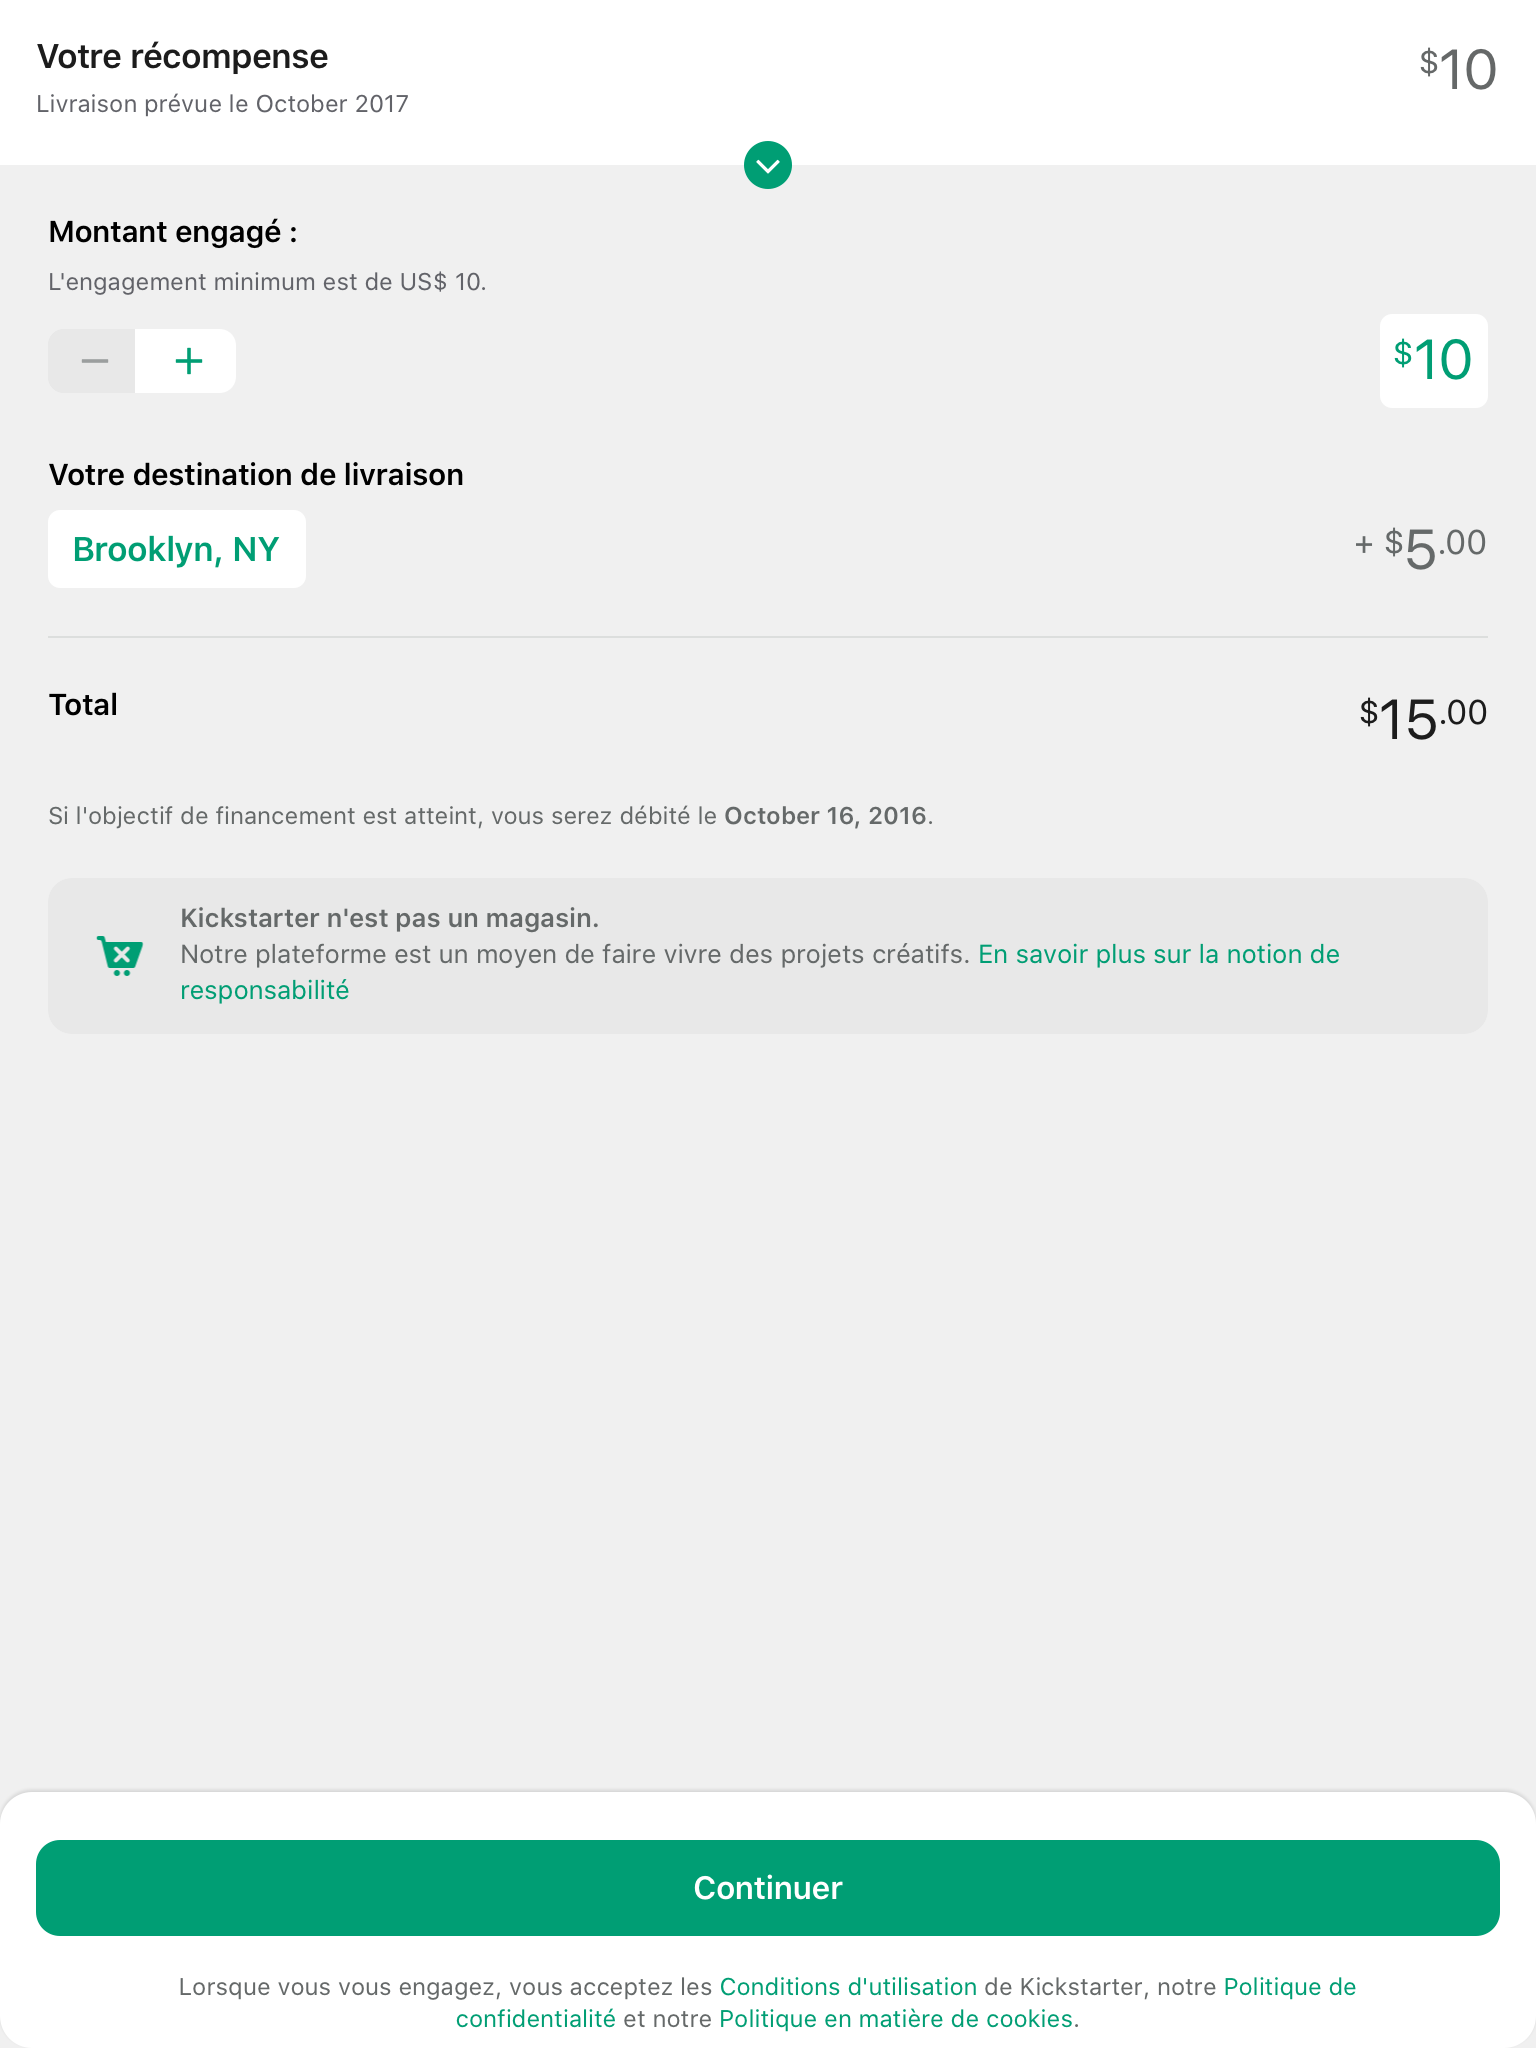 Votre récompense
$10
Livraison prévue le October 2017
Montant engagé :
L'engagement minimum est de US$ 10.
$10
Votre destination de livraison
Brooklyn, NY
+ $5.00
Total
$15.00
Si l'objectif de financement est atteint, vous serez débité le October 16, 2016.
Kickstarter n'est pas un magasin.
Notre plateforme est un moyen de faire vivre des projets créatifs. En savoir plus sur la notion de
responsabilité
Continuer
Lorsque vous vous engagez, vous acceptez les Conditions d'utilisation de Kickstarter, notre Politique de
confidentialité et notre Politique en matière de cookies.